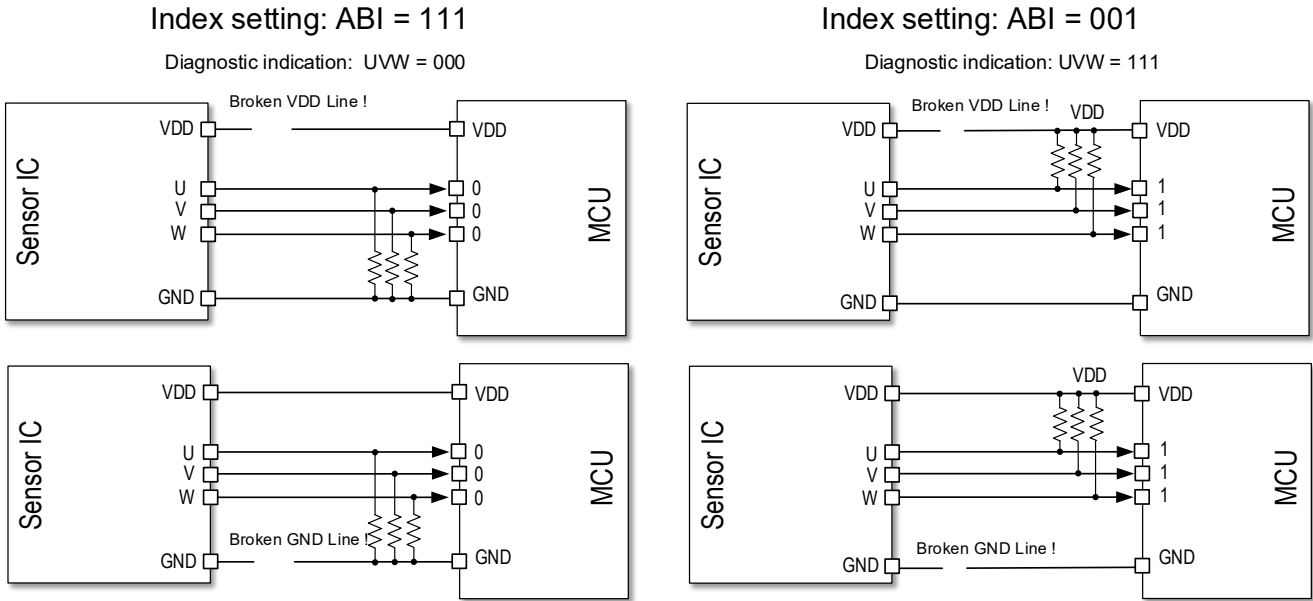 Index setting: ABI = 111
Diagnostic indication: UVW = 000
Broken VDD Line !
VDD
VDD
Sensor IC
U
V
W
0
0
0
MCU
GND
GND
VDD
VDD
Sensor IC
U
V
W
0
0
0
MCU
Broken GND Line !
GND
GND
Index setting: ABI = 001
Diagnostic indication: UVW = 111
Broken VDD Line !
VDD
VDD
VDD
Sensor IC
U
V
W
1
1
1
MCU
GND
GND
VDD
VDD
VDD
Sensor IC
U
V
W
1
1
1
MCU
Broken GND Line !
GND
GND